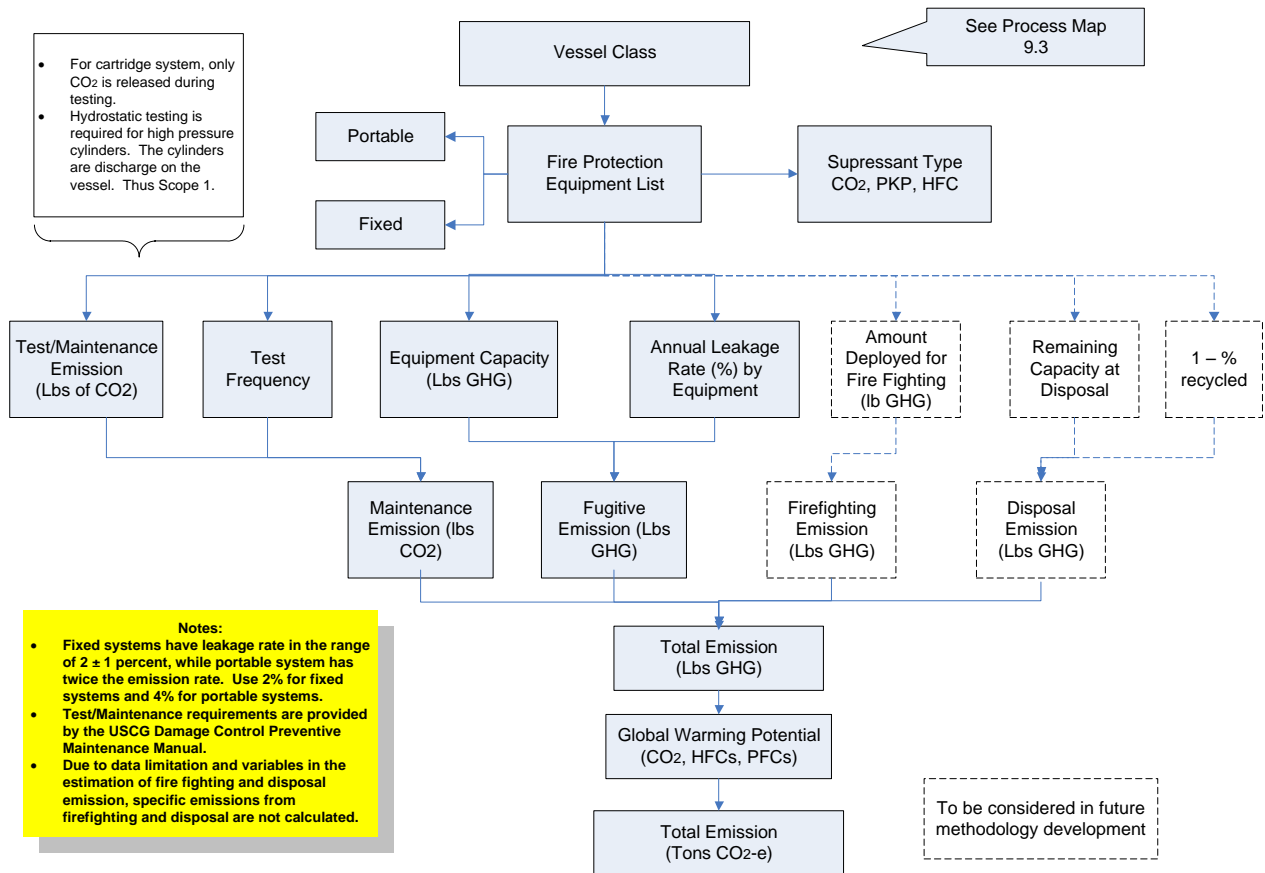 Vessel Class
See Process Map
9.3
• For cartridge system, only
CO2 is released during
testing.
• Hydrostatic testing is
required for high pressure
cylinders. The cylinders
are discharge on the
vessel. Thus Scope 1.
Portable
Fixed
Fire Protection
Equipment List
Supressant Type
CO2, PKP, HFC
Test/Maintenance
Emission
(Lbs of CO2)
Test
Frequency
Equipment Capacity
(Lbs GHG)
Annual Leakage
Rate (%) by
Equipment
Amount
Deployed for
Fire Fighting
(lb GHG)
Remaining
Capacity at
Disposal
1 – %
recycled
Maintenance
Emission (lbs
CO2)
Fugitive
Emission (Lbs
GHG)
Firefighting
Emission
(Lbs GHG)
Disposal
Emission
(Lbs GHG)
Notes:
• Fixed systems have leakage rate in the range
of 2 ± 1 percent, while portable system has
twice the emission rate. Use 2% for fixed
systems and 4% for portable systems.
• Test/Maintenance requirements are provided
by the USCG Damage Control Preventive
Maintenance Manual.
• Due to data limitation and variables in the
estimation of fire fighting and disposal
emission, specific emissions from
firefighting and disposal are not calculated.
Total Emission
(Lbs GHG)
Global Warming Potential
(CO2, HFCs, PFCs)
Total Emission
(Tons CO2-e)
To be considered in future
methodology development